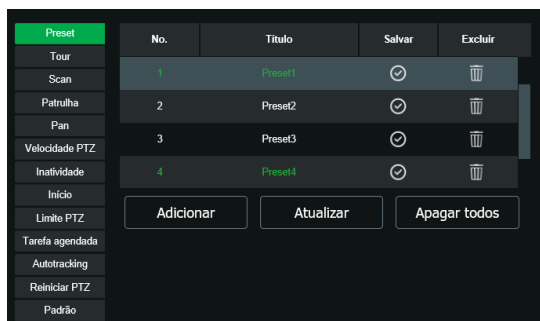 Preset
Tour
Scan
Patrulha
Pan
Velocidade PTZ
Inatividade
Início
Limite PTZ
Tarefa agendada
Autotracking
Reiniciar PTZ
Padrão
No. Título Salvar Excluir
1 Preset1
2 Preset2
3 Preset3
4 Preset4
Adicionar Atualizar Apagar todos